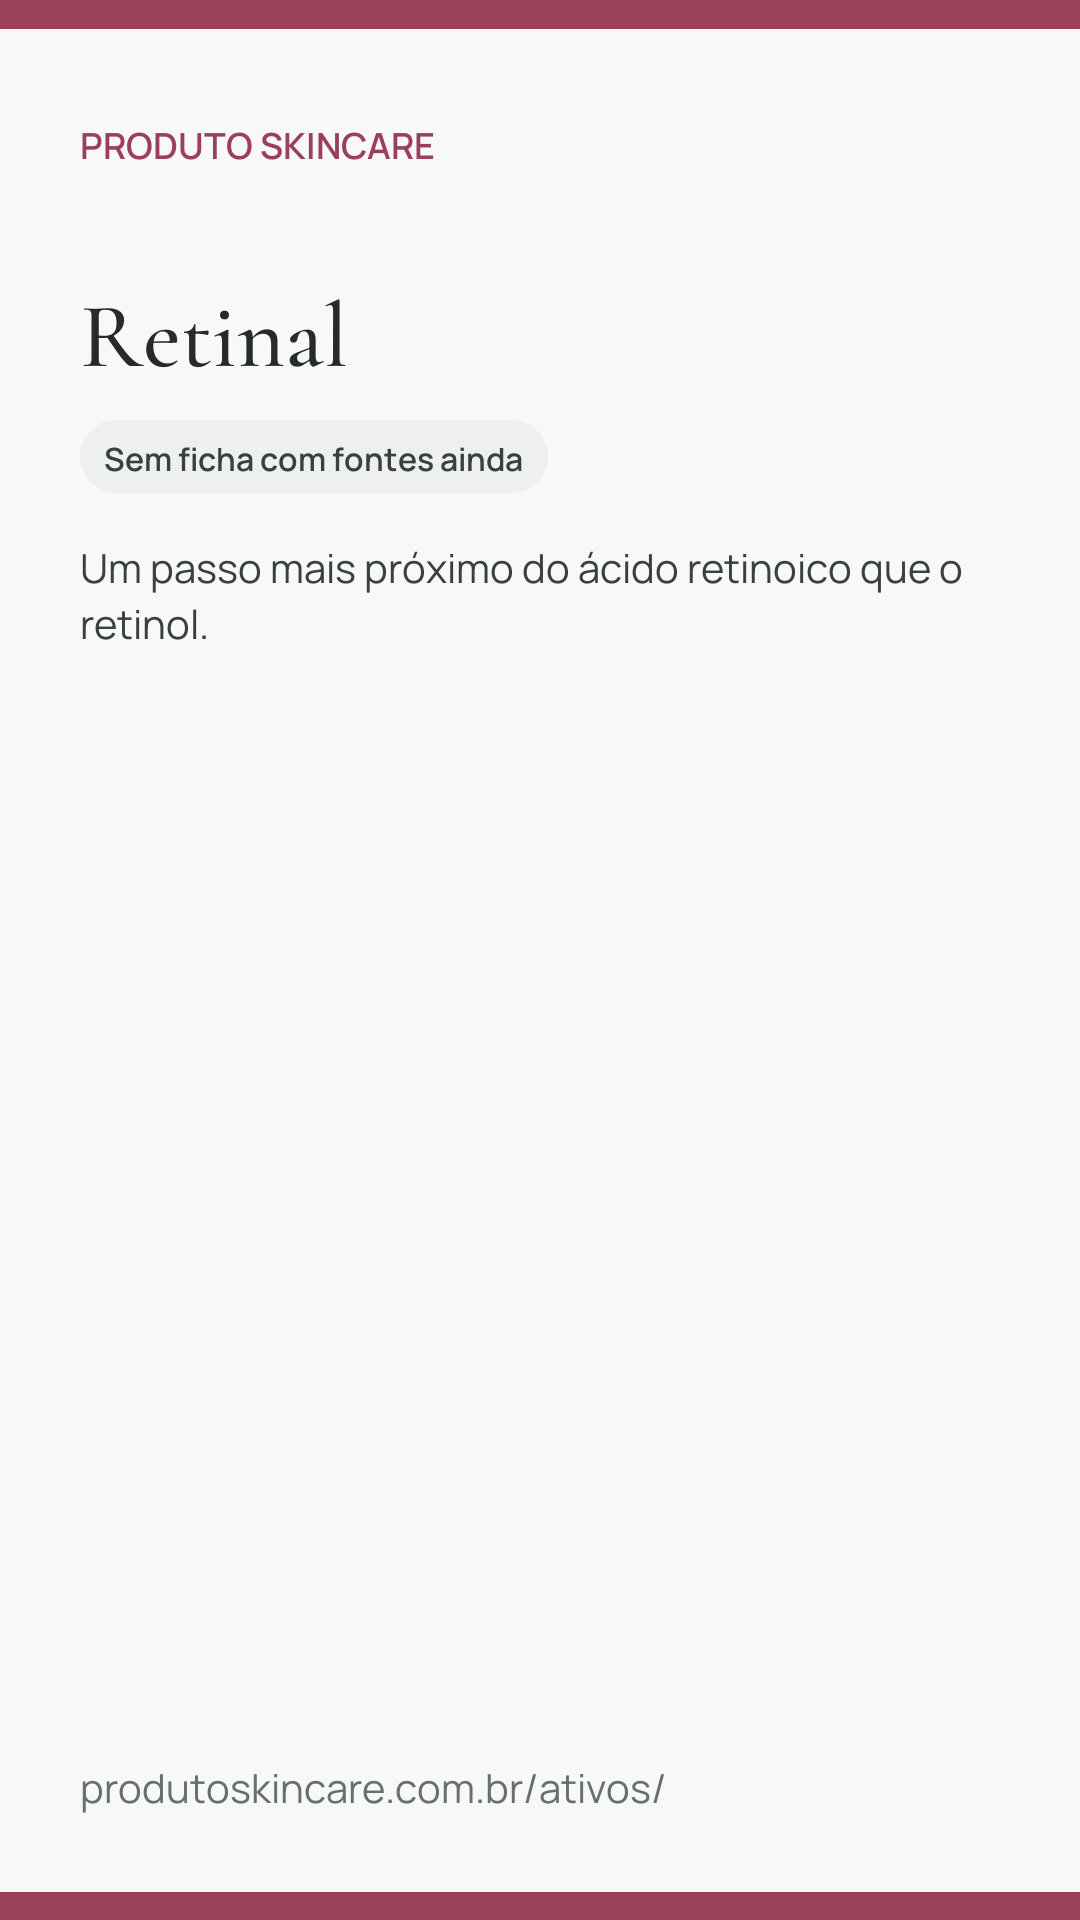 PRODUTO SKINCARE
Retinal
Sem ficha com fontes ainda
Um passo mais próximo do ácido retinoico que o
retinol.
produtoskincare.com.br/ativos/